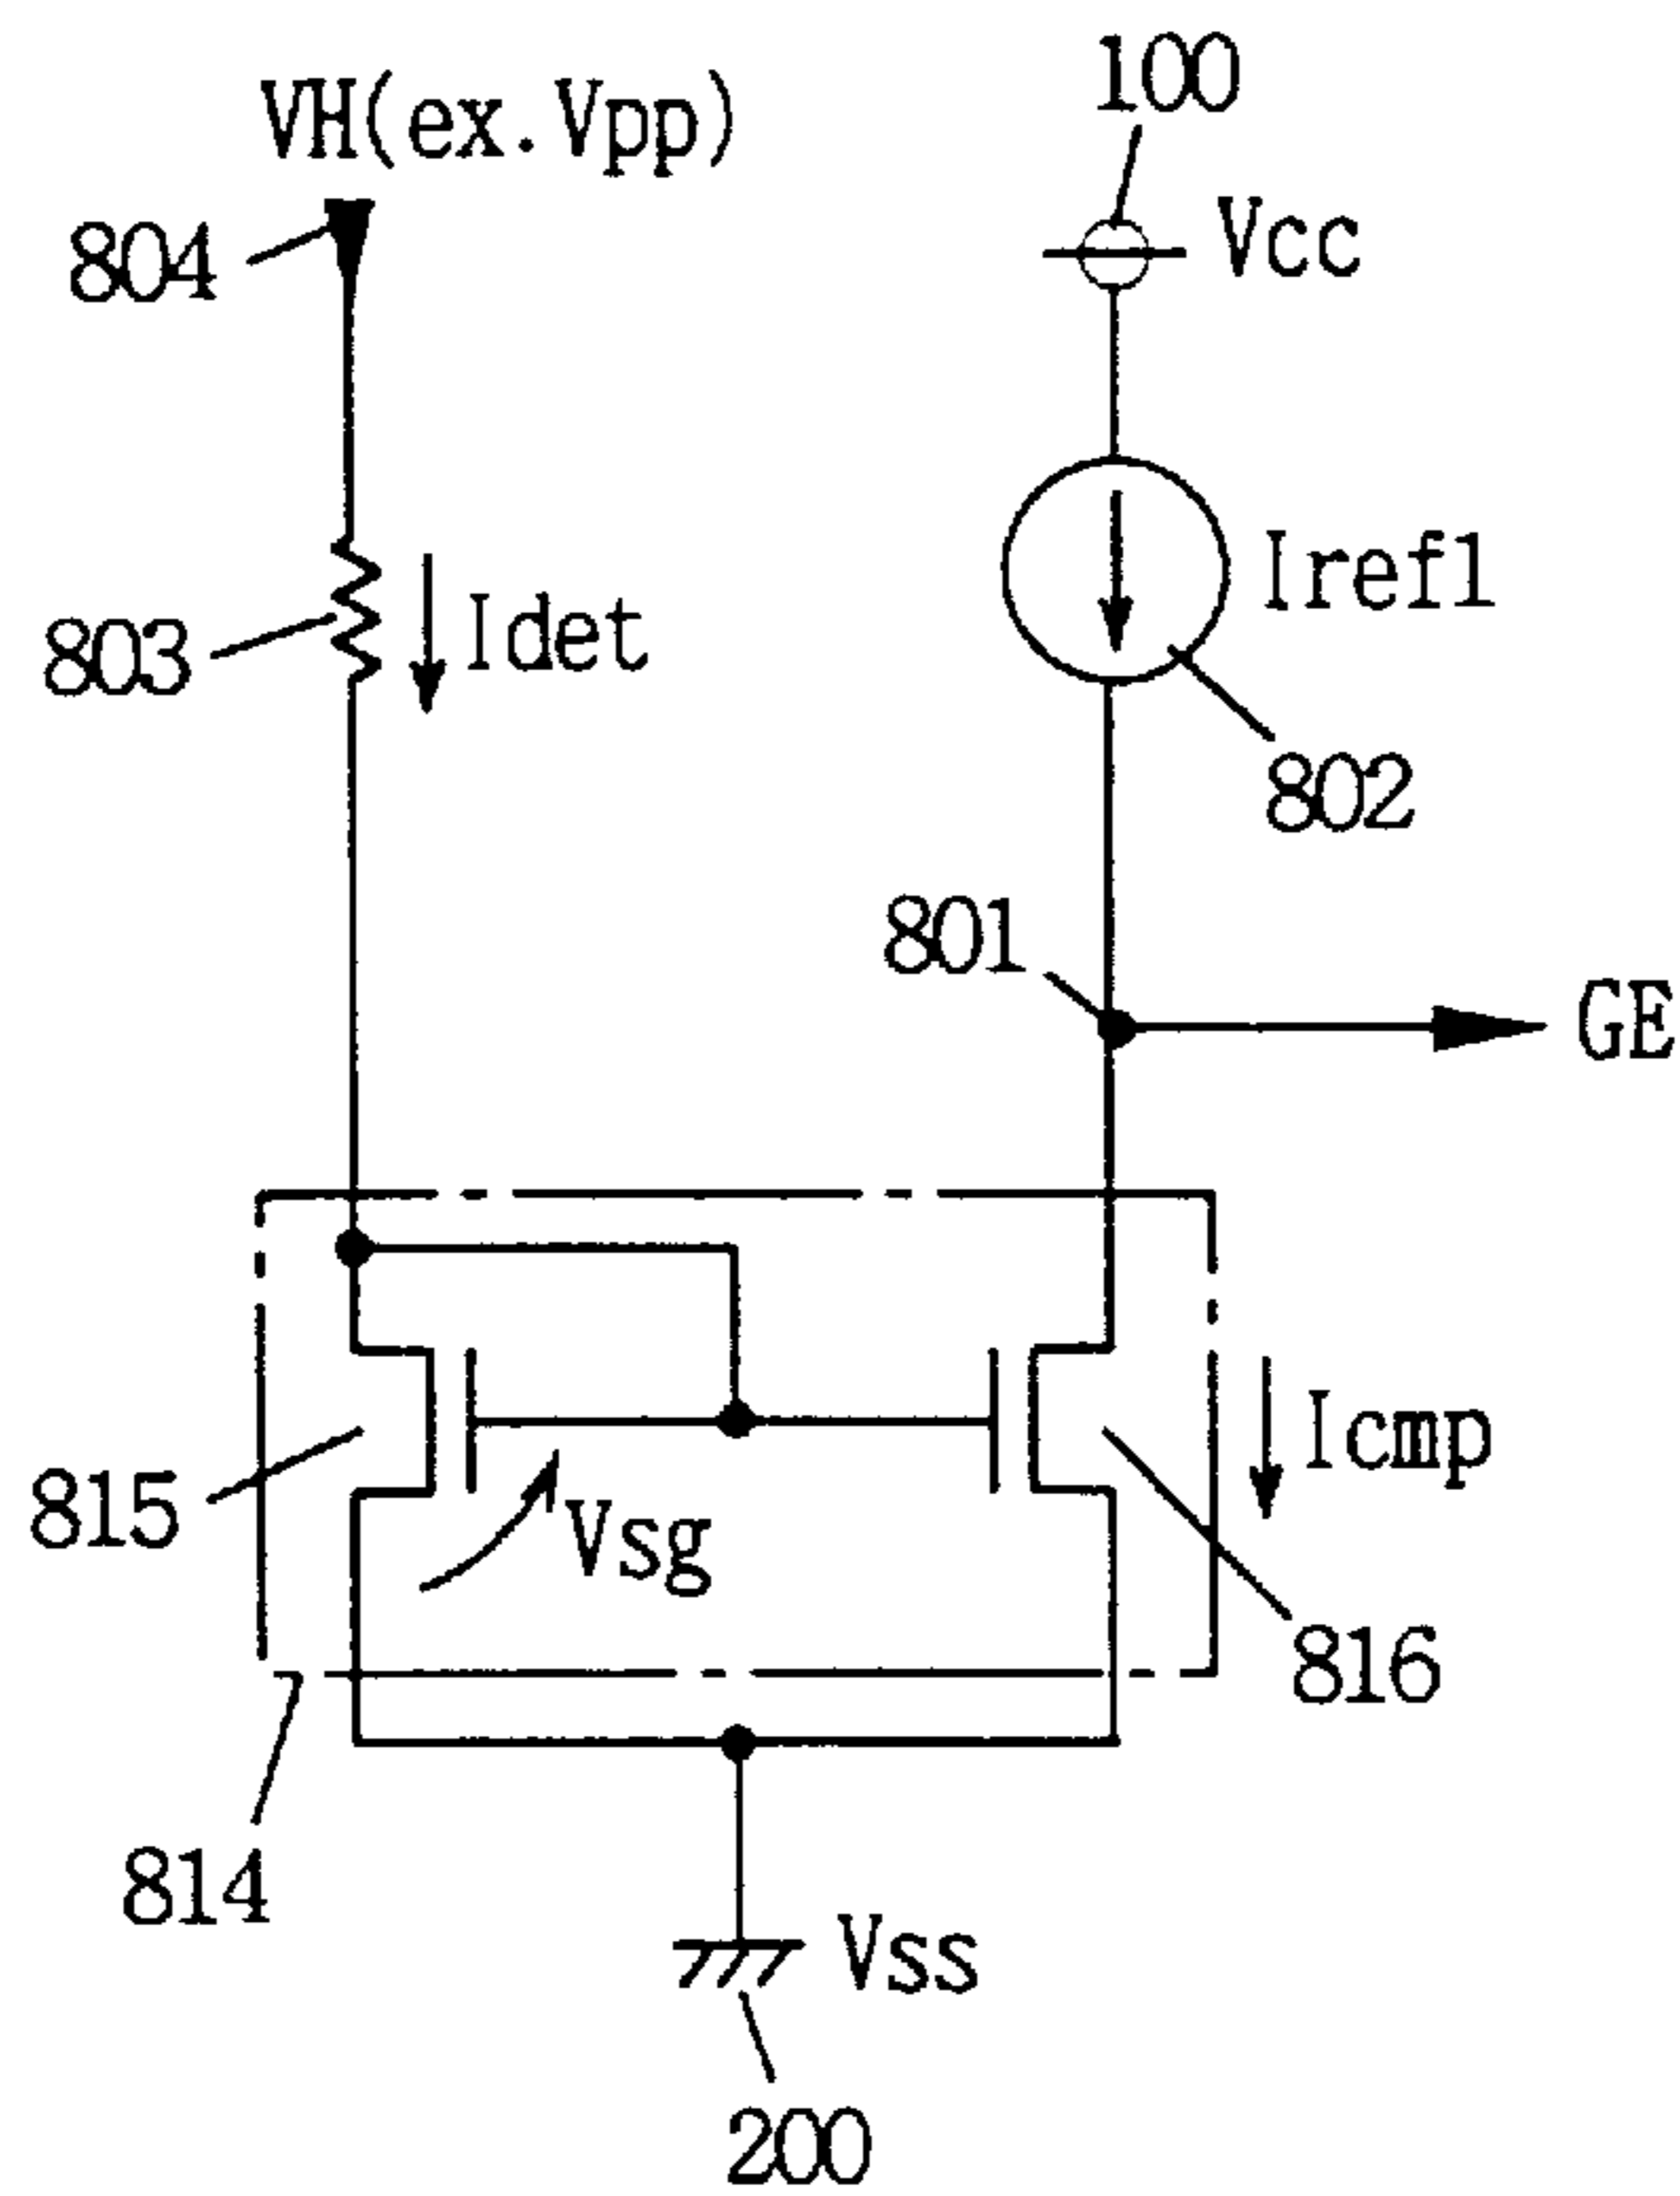 100
VH(ex.Vpp)
Vcc
804
Idet
Iref1
803
802
801
GE
Icmp
815
Vsg
816
814
Vss
200